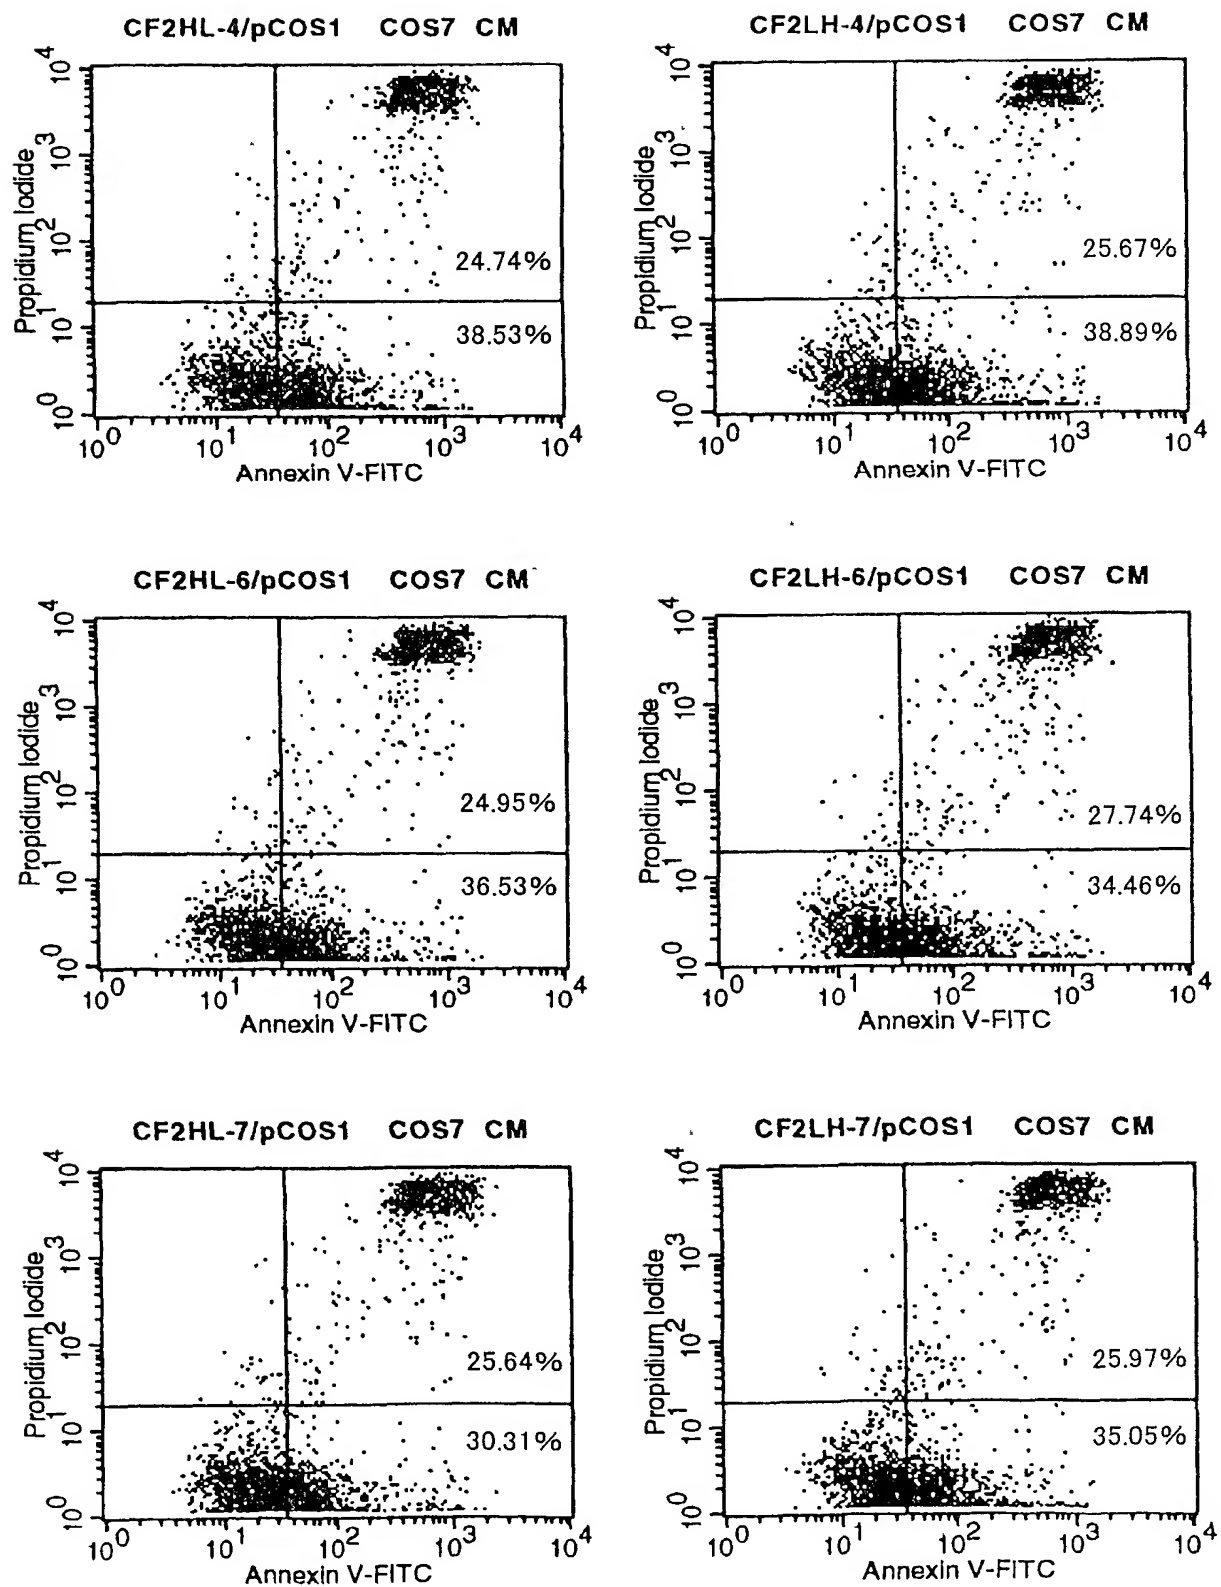 CF2HL-4/pCOS1 COS7 CM
10^4
10^3
10^2
10^1
10^0
Propidium Iodide
24.74%
38.53%
10^0 10^1 10^2 10^3 10^4
Annexin V-FITC
CF2LH-4/pCOS1 COS7 CM
10^4
10^3
10^2
10^1
10^0
Propidium Iodide
25.67%
38.89%
10^0 10^1 10^2 10^3 10^4
Annexin V-FITC
CF2HL-6/pCOS1 COS7 CM
10^4
10^3
10^2
10^1
10^0
Propidium Iodide
24.95%
36.53%
10^0 10^1 10^2 10^3 10^4
Annexin V-FITC
CF2LH-6/pCOS1 COS7 CM
10^4
10^3
10^2
10^1
10^0
Propidium Iodide
27.74%
34.46%
10^0 10^1 10^2 10^3 10^4
Annexin V-FITC
CF2HL-7/pCOS1 COS7 CM
10^4
10^3
10^2
10^1
10^0
Propidium Iodide
25.64%
30.31%
10^0 10^1 10^2 10^3 10^4
Annexin V-FITC
CF2LH-7/pCOS1 COS7 CM
10^4
10^3
10^2
10^1
10^0
Propidium Iodide
25.97%
35.05%
10^0 10^1 10^2 10^3 10^4
Annexin V-FITC